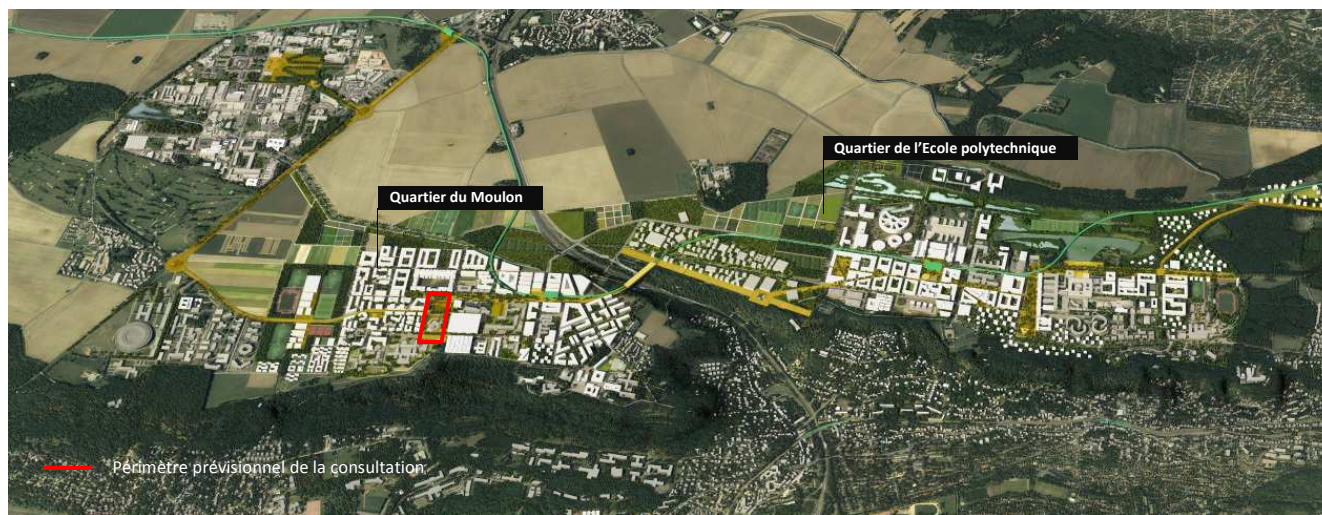 Quartier de l'Ecole polytechnique
Quartier du Moulon
Périmètre prévisionnel de la consultation